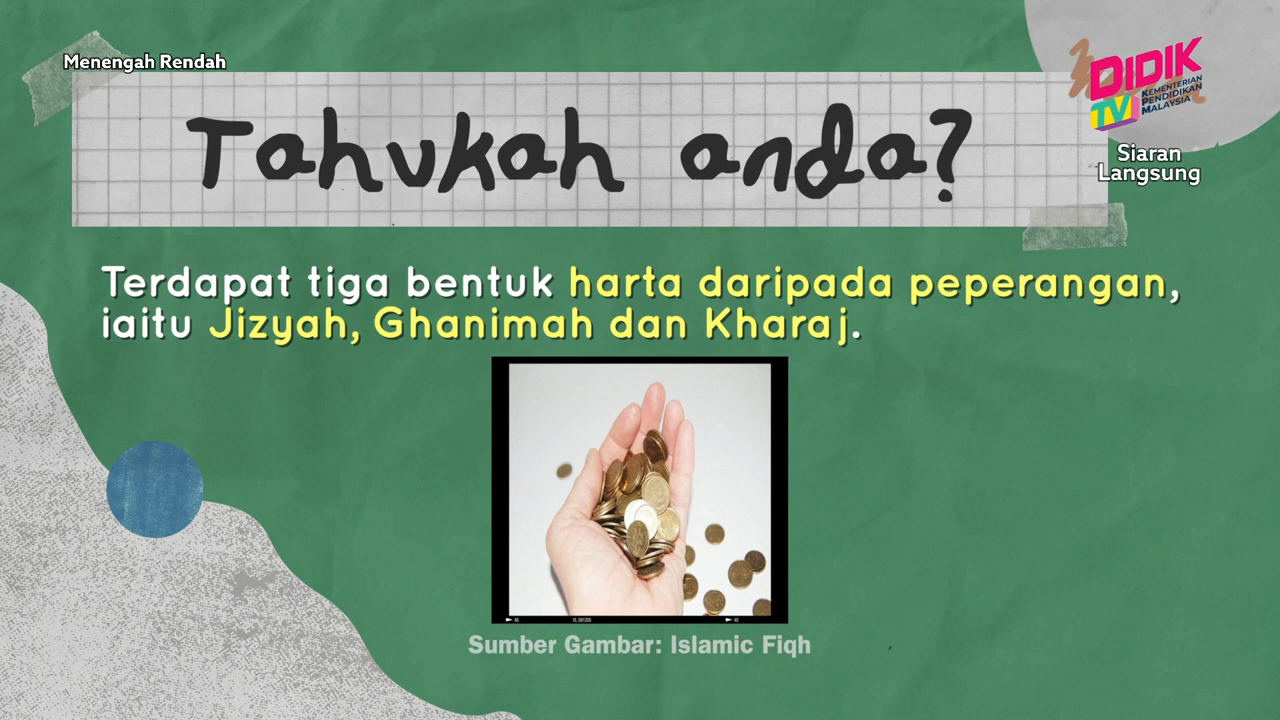 Menengah Rendah
DIDIK
TV
KEMENTERIAN
PENDIDIKAN
MALAYSIA
Siaran
Langsung
Tahukah anda?
Terdapat tiga bentuk harta daripada peperangan,
iaitu Jizyah, Ghanimah dan Kharaj.
Sumber Gambar: Islamic Fiqh